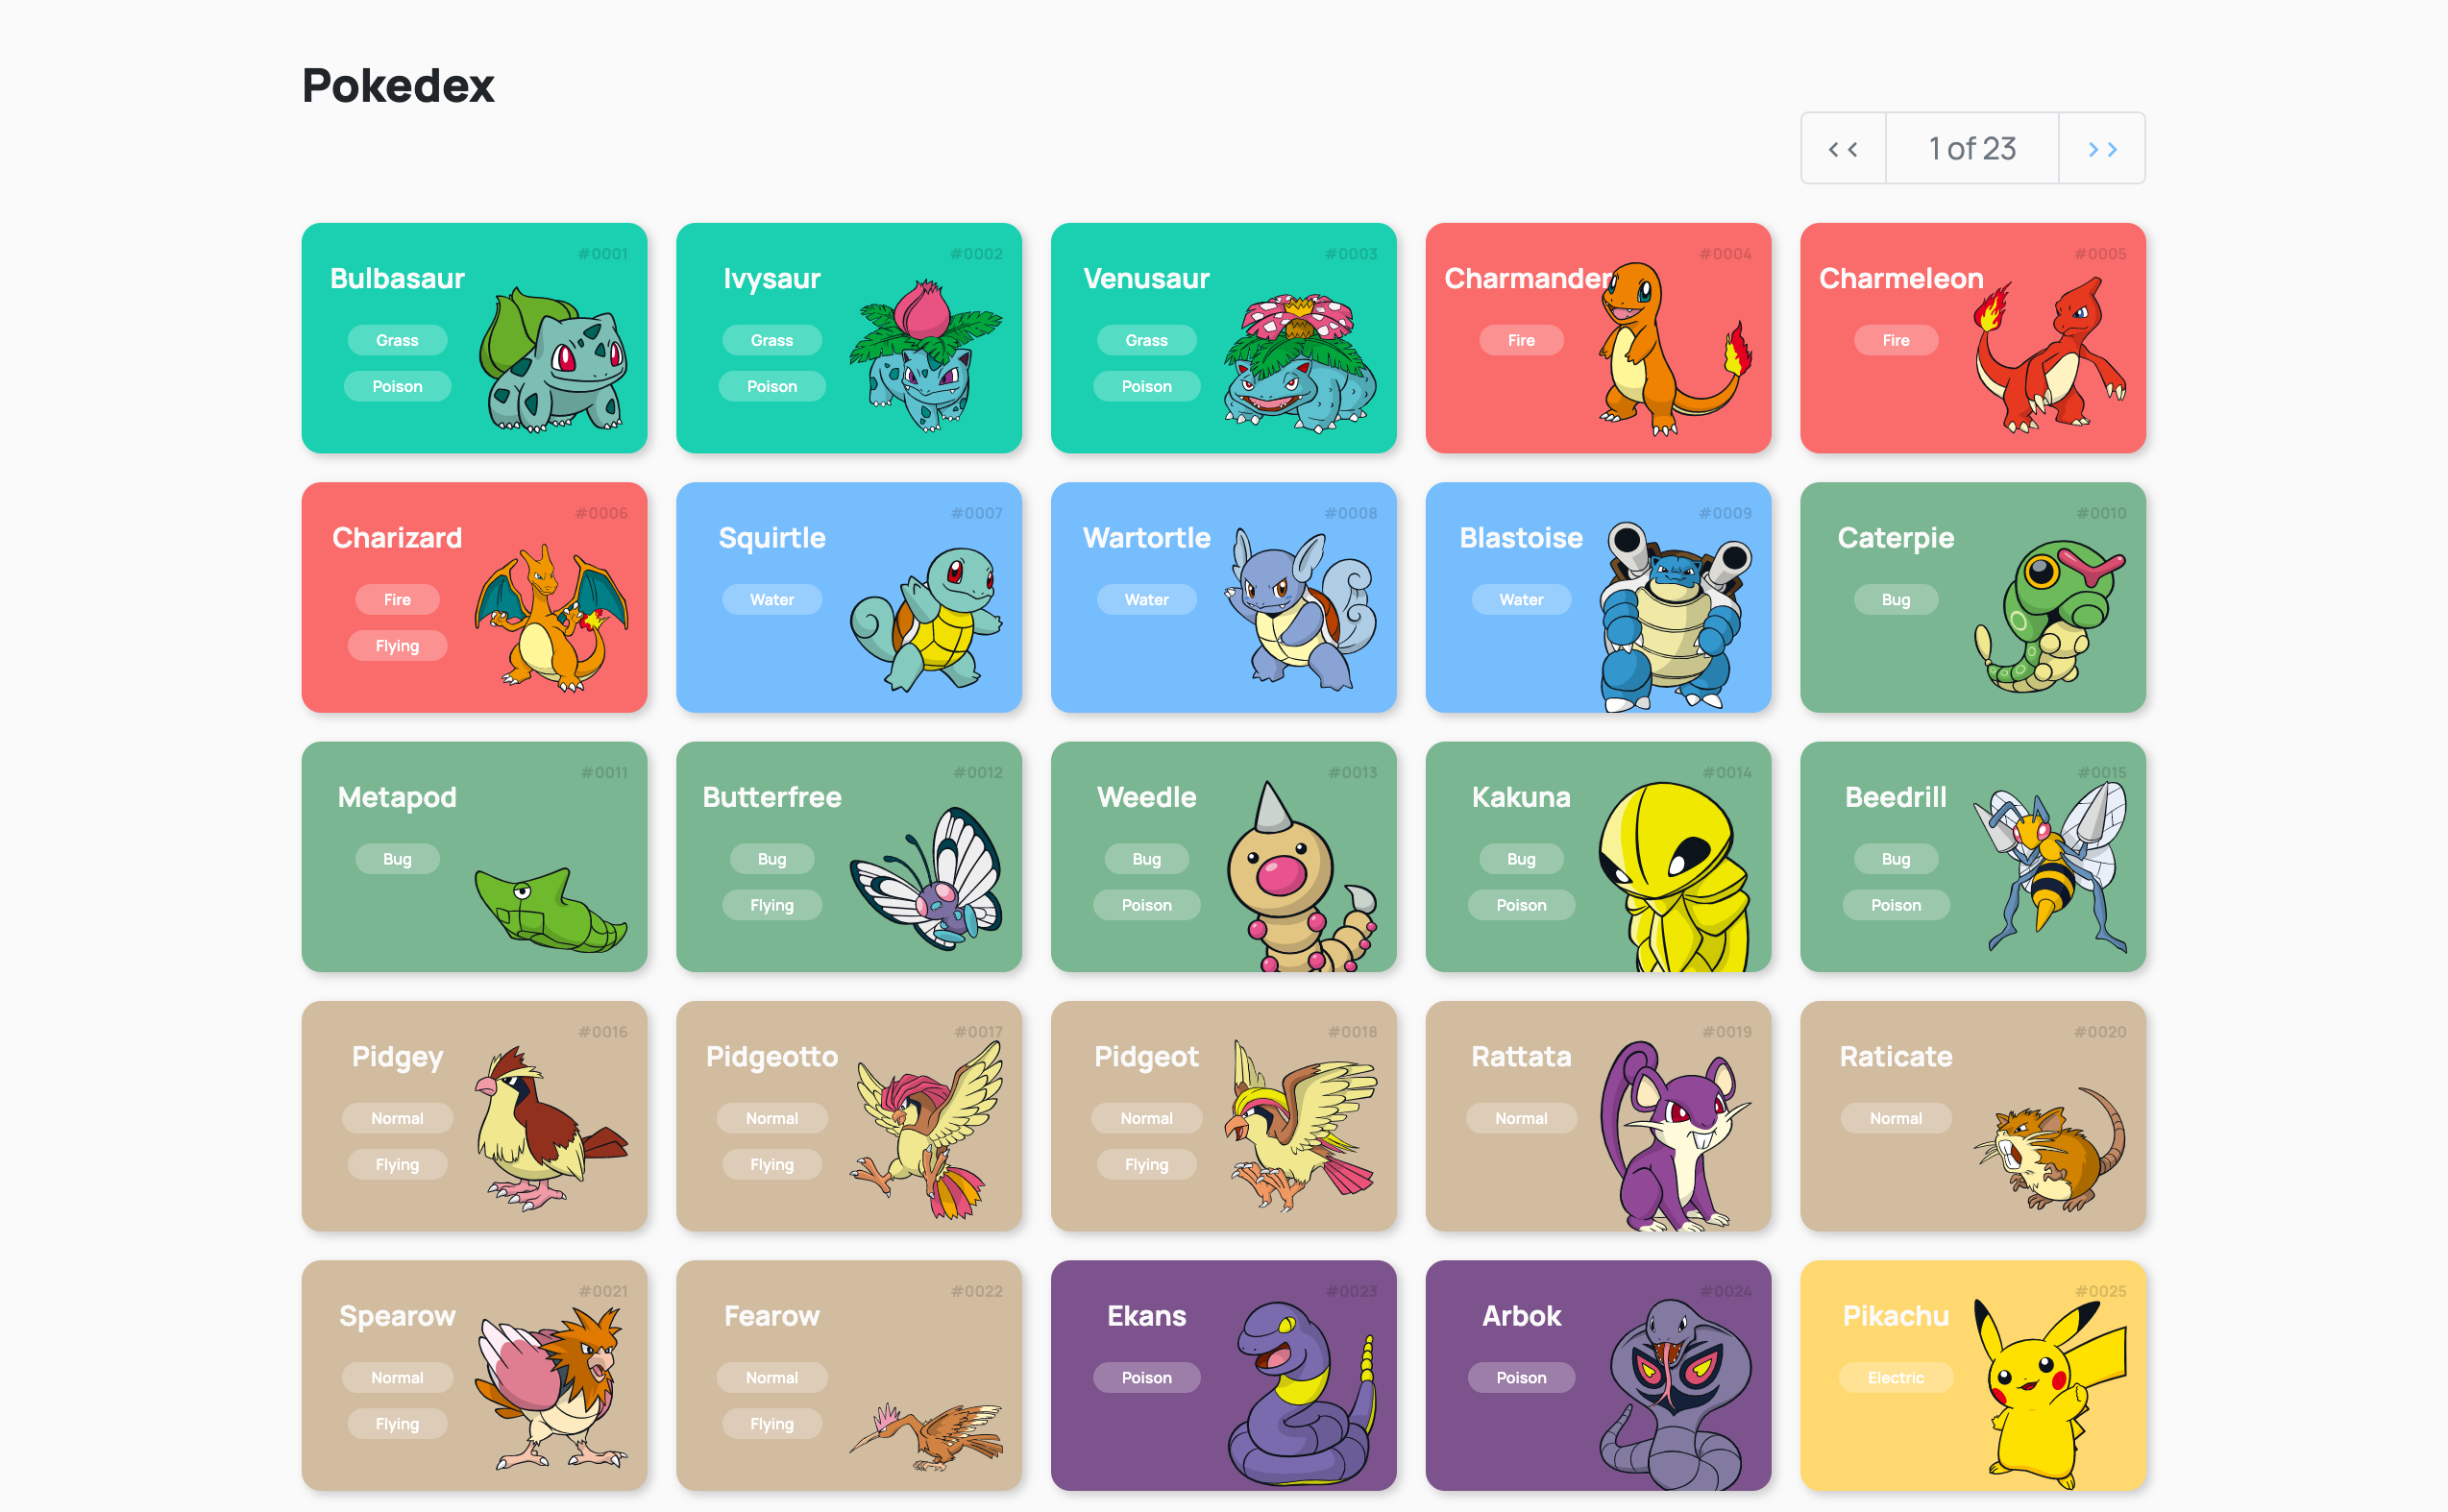 Pokedex
<< 1 of 23 >>
#0001
Bulbasaur
Grass
Poison
#0002
Ivysaur
Grass
Poison
#0003
Venusaur
Grass
Poison
#0004
Charmander
Fire
#0005
Charmeleon
Fire
#0006
Charizard
Fire
Flying
#0007
Squirtle
Water
#0008
Wartortle
Water
#0009
Blastoise
Water
#0010
Caterpie
Bug
#0011
Metapod
Bug
#0012
Butterfree
Bug
Flying
#0013
Weedle
Bug
Poison
#0014
Kakuna
Bug
Poison
#0015
Beedrill
Bug
Poison
#0016
Pidgey
Normal
Flying
#0017
Pidgeotto
Normal
Flying
#0018
Pidgeot
Normal
Flying
#0019
Rattata
Normal
#0020
Raticate
Normal
#0021
Spearow
Normal
Flying
#0022
Fearow
Normal
Flying
#0023
Ekans
Poison
#0024
Arbok
Poison
#0025
Pikachu
Electric